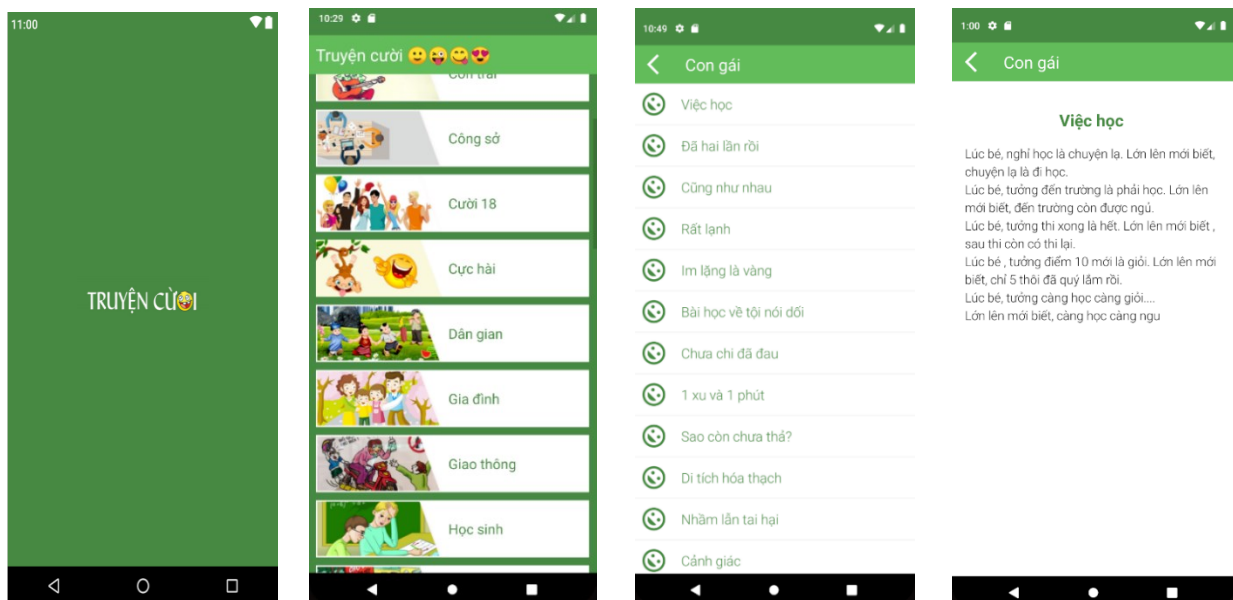 11:00
TRUYỆN CƯỜI
10:29
Truyện cười
Con trai
Công sở
Cười 18
Cực hài
Dân gian
Gia đình
Giao thông
Học sinh
10:49
Con gái
Việc học
Đã hai lần rồi
Cũng như nhau
Rất lạnh
Im lặng là vàng
Bài học về tội nói dối
Chưa chi đã đau
1 xu và 1 phút
Sao còn chưa thả?
Di tích hóa thạch
Nhầm lẫn tai hại
Cảnh giác
1:00
Con gái
Việc học
Lúc bé, nghỉ học là chuyện lạ. Lớn lên mới biết,
chuyện lạ là đi học.
Lúc bé, tưởng đến trường là phải học. Lớn lên
mới biết, đến trường còn được ngủ.
Lúc bé, tưởng thi xong là hết. Lớn lên mới biết ,
sau thi còn có thi lại.
Lúc bé , tưởng điểm 10 mới là giỏi. Lớn lên mới
biết, chỉ 5 thôi đã quý lắm rồi.
Lúc bé, tưởng càng học càng giỏi....
Lớn lên mới biết, càng học càng ngu